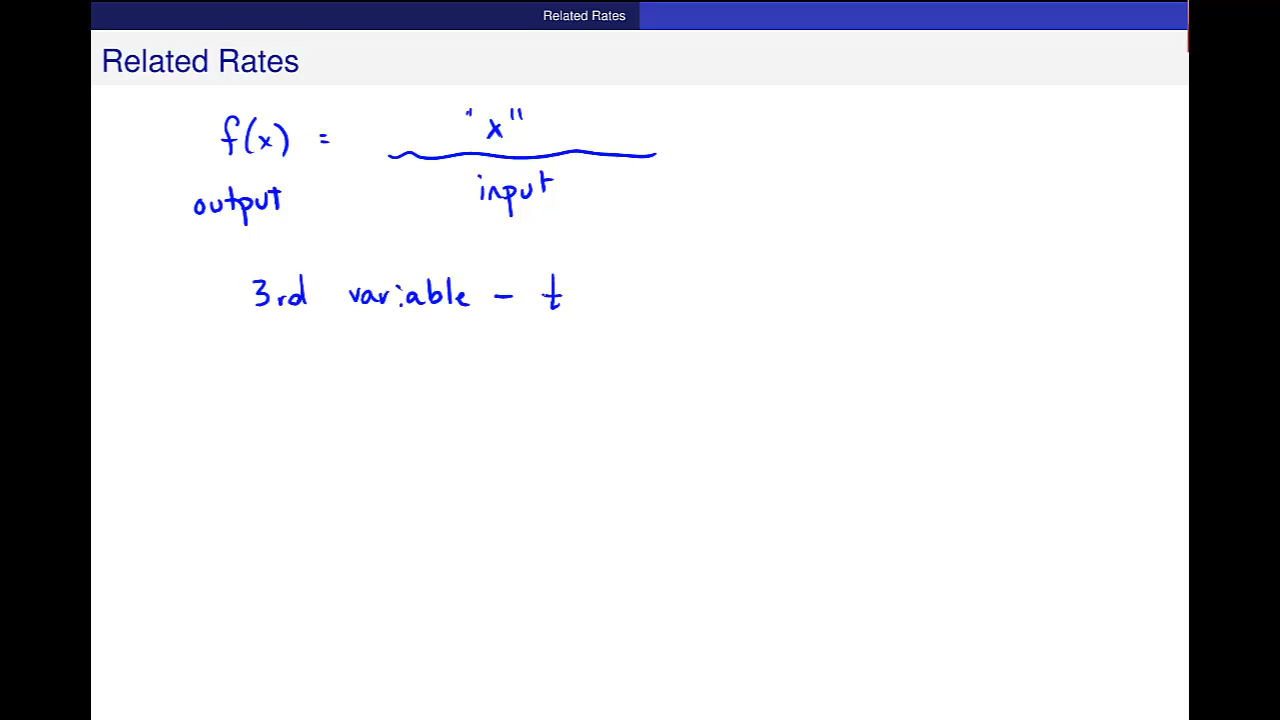 Related Rates
Related Rates
f(x) = "x"
output input
3rd variable - t